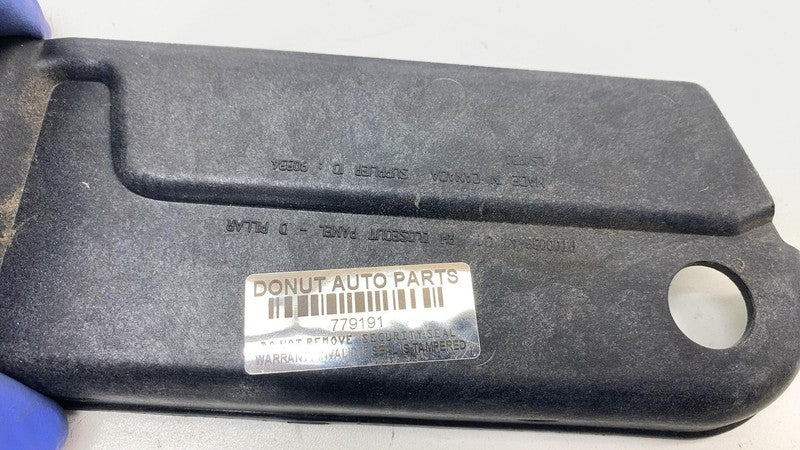 DONUT AUTO PARTS
779191
DO NOT REMOVE SECURITY SEAL
WARRANTY INVALID IF SEAL IS TAMPERED
RH CLOSEOUT PANEL - D PILLAR
MADE IN CANADA SUPPLIER ID :